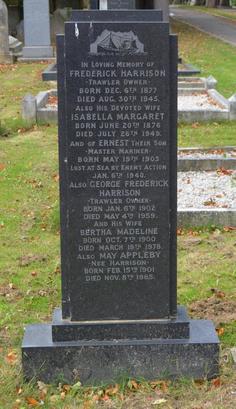 In Loving Memory of
FREDERICK HARRISON
-Trawler Owner-
Born Dec. 6th 1877
Died Aug. 30th 1945.
Also His Devoted Wife
ISABELLA MARGARET
Born June 20th 1876
Died July 26th 1949.
And of ERNEST Their Son
-Master Mariner-
Born May 19th 1903
Lost at Sea by Enemy Action
Jan. 6th 1940.
Also GEORGE FREDERICK
HARRISON
-Trawler Owner-
Born Jan. 6th 1902
Died May 4th 1959.
And His Wife
BERTHA MADELINE
Born Oct. 7th 1900
Died March 19th 1978.
Also MAY APPLEBY
-Nee Harrison-
Born Feb. 15th 1901
Died Nov. 8th 1985.